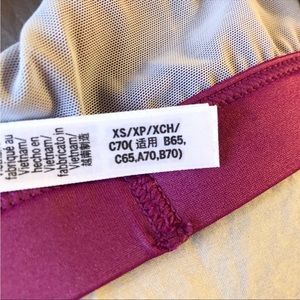 XS/XP/XCH/
C70( 适用 B65,
C65,A70,B70)
fabriqué au
Vietnam/
hecho en
Vietnam/
fabricado in
Vietnam/
越南制造